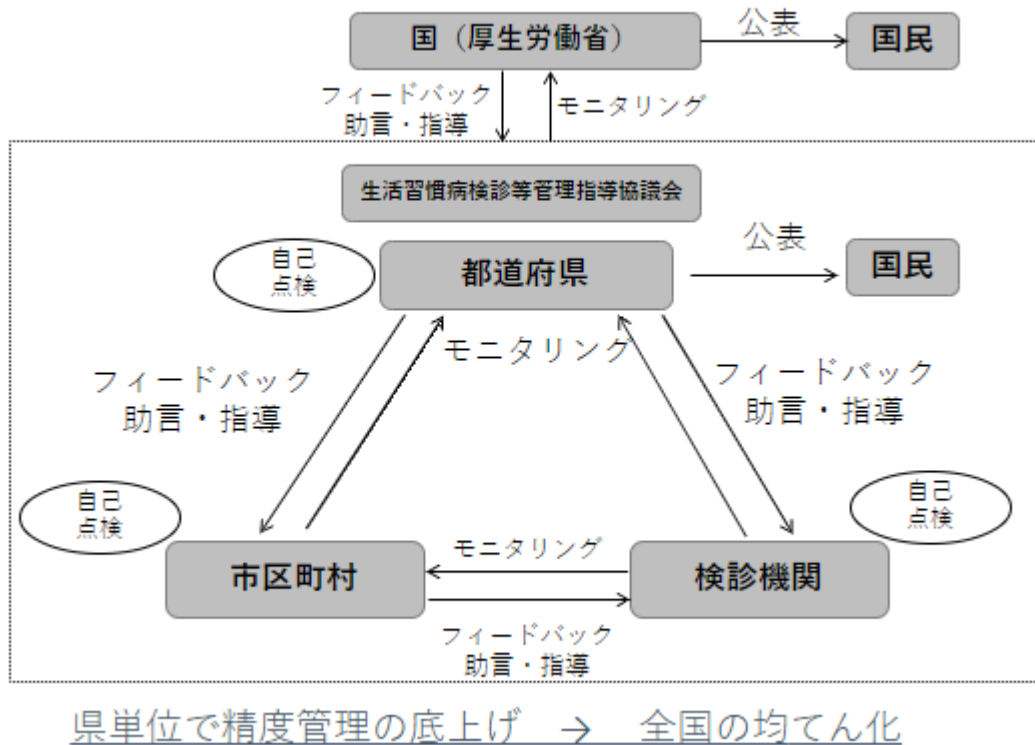 国（厚生労働省）
公表
国民
フィードバック
助言・指導
モニタリング
生活習慣病検診等管理指導協議会
自己
点検
都道府県
公表
国民
モニタリング
フィードバック
助言・指導
フィードバック
助言・指導
自己
点検
自己
点検
市区町村
モニタリング
検診機関
フィードバック
助言・指導
県単位で精度管理の底上げ　→　全国の均てん化